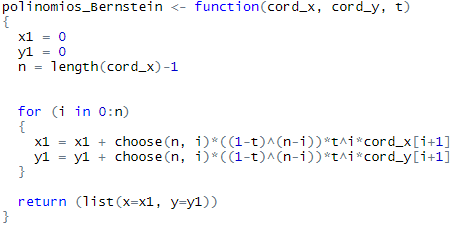 polinomios_Bernstein <- function(cord_x, cord_y, t)
{
  x1 = 0
  y1 = 0
  n = length(cord_x)-1


  for (i in 0:n)
  {
    x1 = x1 + choose(n, i)*((1-t)^(n-i))*t^i*cord_x[i+1]
    y1 = y1 + choose(n, i)*((1-t)^(n-i))*t^i*cord_y[i+1]
  }

  return (list(x=x1, y=y1))
}